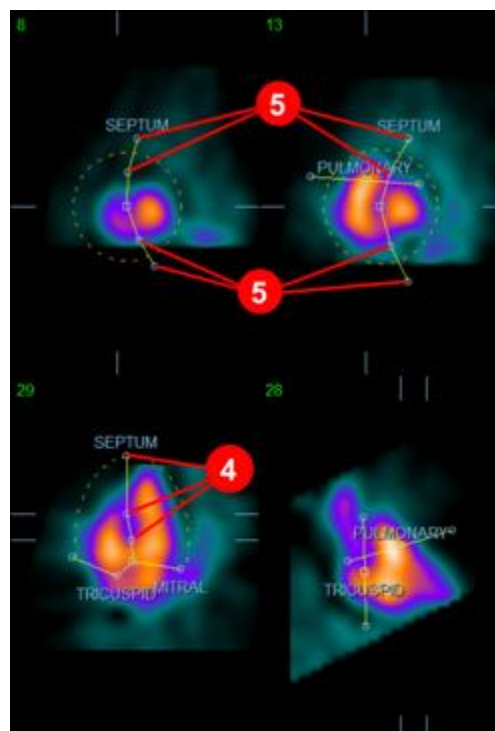 8
13
5
SEPTUM
SEPTUM
PULMONARY
5
29
28
SEPTUM
4
PULMONARY
TRICUSPID
MITRAL
TRICUSPID